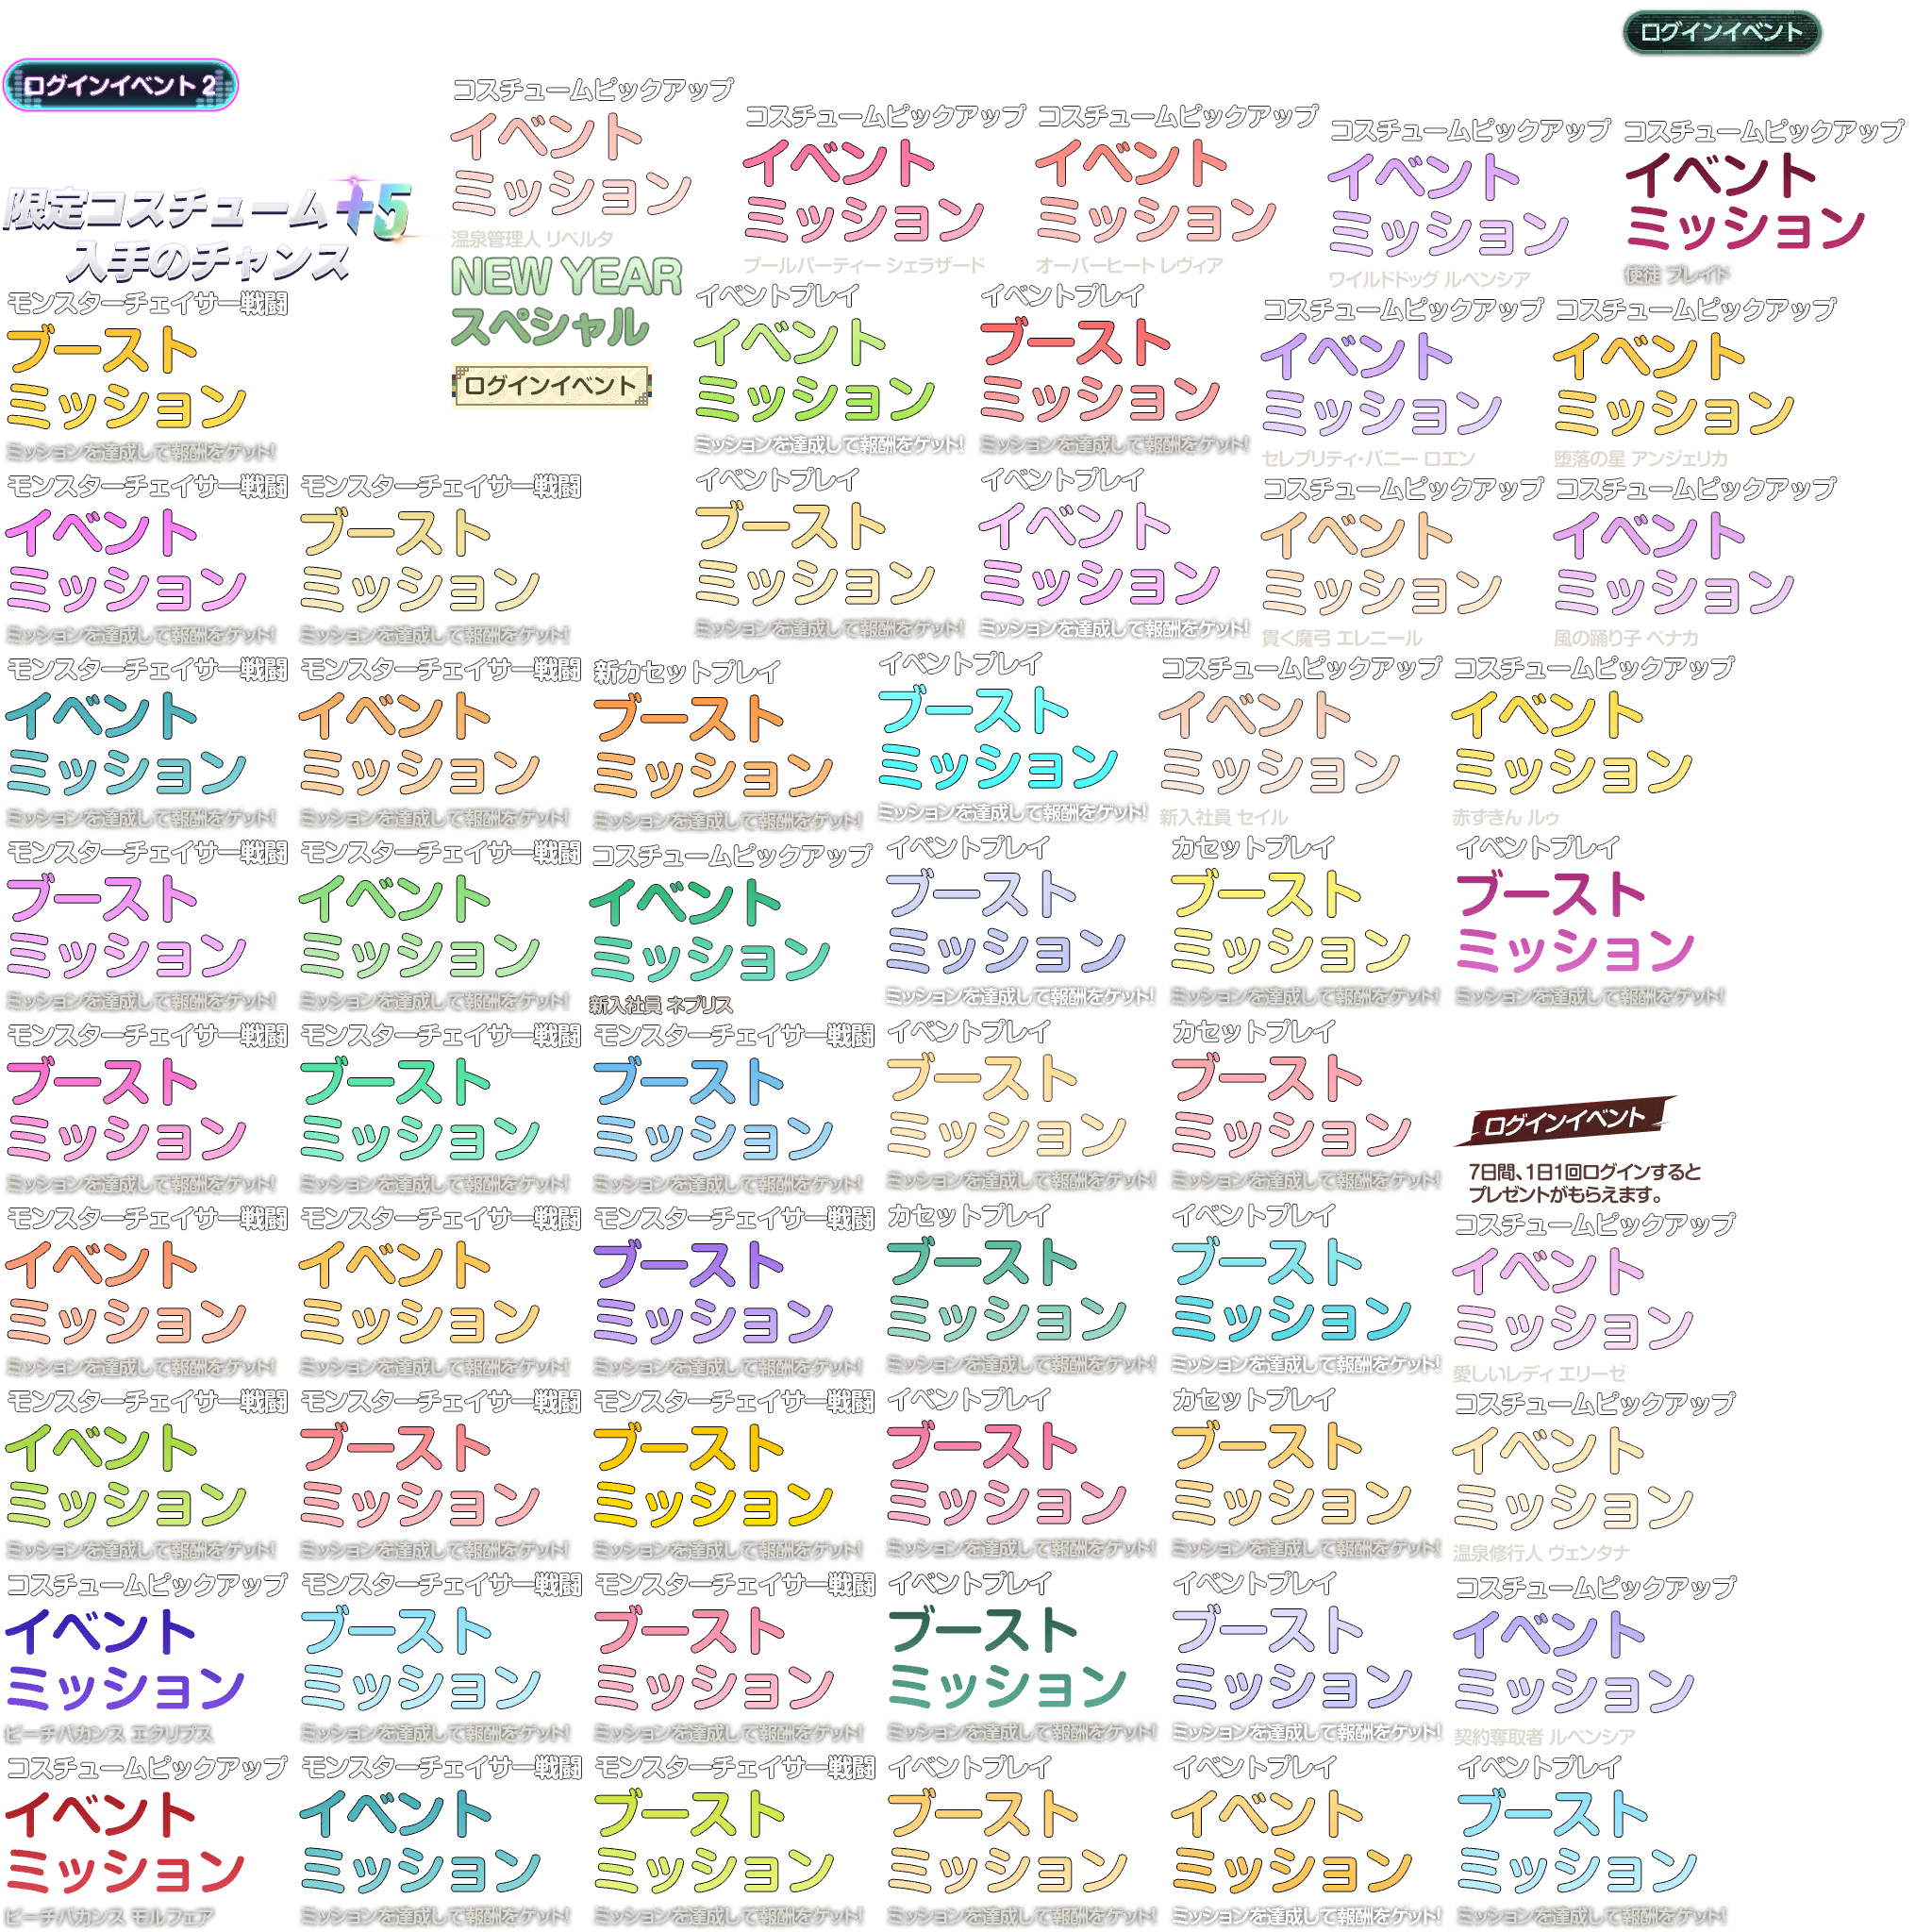 ログインイベント
ログインイベント 2
限定コスチューム+5
入手のチャンス
モンスターチェイサー戦闘
ブースト
ミッション
ミッションを達成して報酬をゲット!
コスチュームピックアップ
イベント
ミッション
温泉管理人 リベルタ
NEW YEAR
スペシャル
ログインイベント
コスチュームピックアップ
イベント
ミッション
プールパーティー シェラザード
コスチュームピックアップ
イベント
ミッション
オーバーヒート レヴィア
コスチュームピックアップ
イベント
ミッション
ワイルドドッグ ルベンシア
コスチュームピックアップ
イベント
ミッション
使徒 ブレイド
イベントプレイ
イベント
ミッション
ミッションを達成して報酬をゲット!
イベントプレイ
ブースト
ミッション
ミッションを達成して報酬をゲット!
コスチュームピックアップ
イベント
ミッション
セレブリティ・バニー ロエン
コスチュームピックアップ
イベント
ミッション
堕落の星 アンジェリカ
モンスターチェイサー戦闘
イベント
ミッション
ミッションを達成して報酬をゲット!
モンスターチェイサー戦闘
ブースト
ミッション
ミッションを達成して報酬をゲット!
イベントプレイ
ブースト
ミッション
ミッションを達成して報酬をゲット!
イベントプレイ
イベント
ミッション
ミッションを達成して報酬をゲット!
コスチュームピックアップ
イベント
ミッション
貫く魔弓 エレニール
コスチュームピックアップ
イベント
ミッション
風の踊り子 ベナカ
モンスターチェイサー戦闘
イベント
ミッション
ミッションを達成して報酬をゲット!
モンスターチェイサー戦闘
イベント
ミッション
ミッションを達成して報酬をゲット!
新カセットプレイ
ブースト
ミッション
ミッションを達成して報酬をゲット!
イベントプレイ
ブースト
ミッション
ミッションを達成して報酬をゲット!
コスチュームピックアップ
イベント
ミッション
新入社員 セイル
コスチュームピックアップ
イベント
ミッション
赤ずきん ルゥ
モンスターチェイサー戦闘
ブースト
ミッション
ミッションを達成して報酬をゲット!
モンスターチェイサー戦闘
イベント
ミッション
ミッションを達成して報酬をゲット!
コスチュームピックアップ
イベント
ミッション
新入社員 ネブリス
イベントプレイ
ブースト
ミッション
ミッションを達成して報酬をゲット!
カセットプレイ
ブースト
ミッション
ミッションを達成して報酬をゲット!
イベントプレイ
ブースト
ミッション
ミッションを達成して報酬をゲット!
モンスターチェイサー戦闘
ブースト
ミッション
ミッションを達成して報酬をゲット!
モンスターチェイサー戦闘
ブースト
ミッション
ミッションを達成して報酬をゲット!
モンスターチェイサー戦闘
ブースト
ミッション
ミッションを達成して報酬をゲット!
イベントプレイ
ブースト
ミッション
ミッションを達成して報酬をゲット!
カセットプレイ
ブースト
ミッション
ミッションを達成して報酬をゲット!
ログインイベント
7日間、1日1回ログインすると
プレゼントがもらえます。
モンスターチェイサー戦闘
イベント
ミッション
ミッションを達成して報酬をゲット!
モンスターチェイサー戦闘
イベント
ミッション
ミッションを達成して報酬をゲット!
モンスターチェイサー戦闘
ブースト
ミッション
ミッションを達成して報酬をゲット!
カセットプレイ
ブースト
ミッション
ミッションを達成して報酬をゲット!
イベントプレイ
ブースト
ミッション
ミッションを達成して報酬をゲット!
コスチュームピックアップ
イベント
ミッション
愛しいレディ エリーゼ
モンスターチェイサー戦闘
イベント
ミッション
ミッションを達成して報酬をゲット!
モンスターチェイサー戦闘
ブースト
ミッション
ミッションを達成して報酬をゲット!
モンスターチェイサー戦闘
ブースト
ミッション
ミッションを達成して報酬をゲット!
イベントプレイ
ブースト
ミッション
ミッションを達成して報酬をゲット!
カセットプレイ
ブースト
ミッション
ミッションを達成して報酬をゲット!
コスチュームピックアップ
イベント
ミッション
温泉修行人 ヴェンタナ
コスチュームピックアップ
イベント
ミッション
ビーチバカンス エクリプス
モンスターチェイサー戦闘
ブースト
ミッション
ミッションを達成して報酬をゲット!
モンスターチェイサー戦闘
ブースト
ミッション
ミッションを達成して報酬をゲット!
イベントプレイ
ブースト
ミッション
ミッションを達成して報酬をゲット!
イベントプレイ
ブースト
ミッション
ミッションを達成して報酬をゲット!
コスチュームピックアップ
イベント
ミッション
契約奪取者 ルベンシア
コスチュームピックアップ
イベント
ミッション
ビーチバカンス モルフェア
モンスターチェイサー戦闘
イベント
ミッション
ミッションを達成して報酬をゲット!
モンスターチェイサー戦闘
ブースト
ミッション
ミッションを達成して報酬をゲット!
イベントプレイ
ブースト
ミッション
ミッションを達成して報酬をゲット!
イベントプレイ
イベント
ミッション
ミッションを達成して報酬をゲット!
イベントプレイ
ブースト
ミッション
ミッションを達成して報酬をゲット!